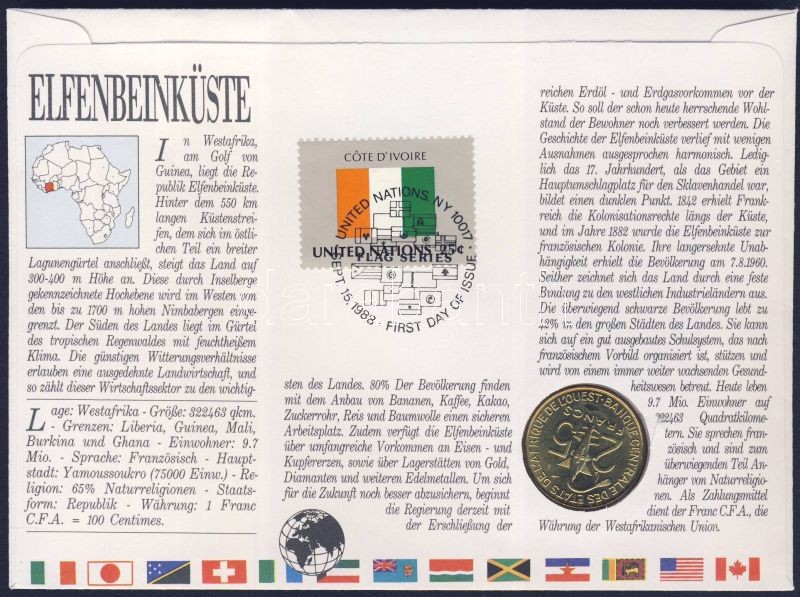 ELFENBEINKÜSTE
In Westafrika,
am Golf von
Guinea, liegt die Re-
publik Elfenbeinküste.
Hinter dem 550 km
langen Küstenstrei-
fen, dem sich im östli-
chen Teil ein breiter
Lagunengürtel anschließt, steigt das Land auf
300-400 m Höhe an. Diese durch Inselberge
gekennzeichnete Hochebene wird im Westen von
den bis zu 1700 m hohen Nimbabergen einge-
grenzt. Der Süden des Landes liegt im Gürtel
des tropischen Regenwaldes mit feuchtheißem
Klima. Die günstigen Witterungsverhältnisse
erlauben eine ausgedehnte Landwirtschaft, und
so zählt dieser Wirtschaftssektor zu den wichtig-
Lage: Westafrika - Größe: 322463 qkm.
- Grenzen: Liberia, Guinea, Mali,
Burkina und Ghana - Einwohner: 9.7
Mio. - Sprache: Französisch - Haupt-
stadt: Yamoussoukro (75000 Einw.) - Re-
ligion: 65% Naturreligionen - Staats-
form: Republik - Währung: 1 Franc
C.F.A. = 100 Centimes.
CÔTE D'IVOIRE
UNITED NATIONS 25¢
FLAG SERIES
UNITED NATIONS, NY 10017
SEPT. 15, 1988 · FIRST DAY OF ISSUE ·
sten des Landes. 80% Der Bevölkerung finden
mit dem Anbau von Bananen, Kaffee, Kakao,
Zuckerrohr, Reis und Baumwolle einen sicheren
Arbeitsplatz. Zudem verfügt die Elfenbeinküste
über umfangreiche Vorkommen an Eisen - und
Kupfererzen, sowie über Lagerstätten von Gold,
Diamanten und weiteren Edelmetallen. Um sich
für die Zukunft noch besser abzusichern, beginnt
die Regierung derzeit mit
der Erschließung der
reichen Erdöl - und Erdgasvorkommen vor der
Küste. So soll der schon heute herrschende Wohl-
stand der Bewohner noch verbessert werden. Die
Geschichte der Elfenbeinküste verlief mit wenigen
Ausnahmen ausgesprochen harmonisch. Ledig-
lich das 17. Jahrhundert, als das Gebiet ein
Hauptumschlagplatz für den Sklavenhandel war,
bildet einen dunklen Punkt. 1842 erhielt Frank-
reich die Kolonisationsrechte längs der Küste,
und im Jahre 1882 wurde die Elfenbeinküste zur
französischen Kolonie. Ihre langersehnte Unab-
hängigkeit erhielt die Bevölkerung am 7.8.1960.
Seither zeichnet sich das Land durch eine feste
Bindung zu den westlichen Industrieländern aus.
Die überwiegend schwarze Bevölkerung lebt zu
42% in den großen Städten des Landes. Sie kann
sich auf ein gut ausgebautes Schulsystem, das nach
französischem Vorbild organisiert ist, stützen und
wird von einem immer weiter wachsenden Gesund-
heitswesen betreut. Heute leben
9.7 Mio. Einwohner auf
322463 Quadratkilome-
tern. Sie sprechen fran-
zösisch und sind zum
überwiegenden Teil An-
hänger von Naturreligio-
nen. Als Zahlungsmittel
dient der Franc C.F.A., die
Währung der Westafrikanischen Union.
BANQUE CENTRALE DES ETATS DE L'AFRIQUE DE L'OUEST
25
FRANCS